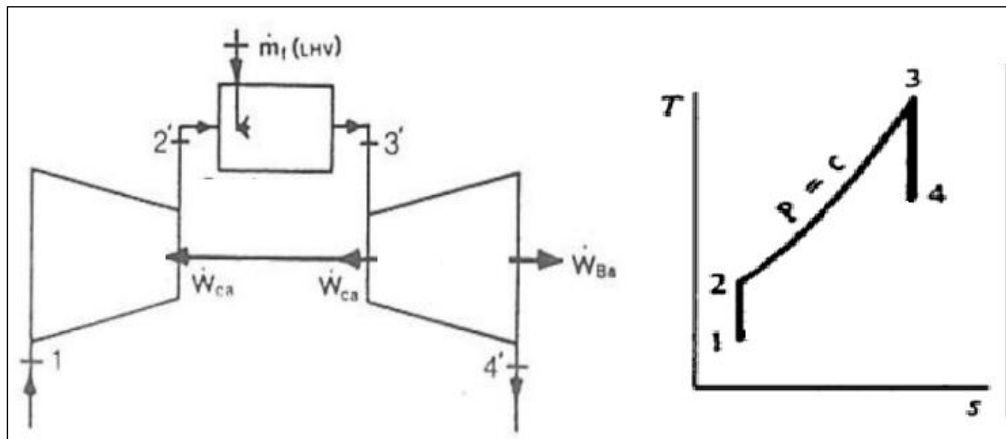 ṁf(LHV)
2'
3'
Ẇca
Ẇca
ẆBa
1
4'
T
3
P = C
4
2
1
s